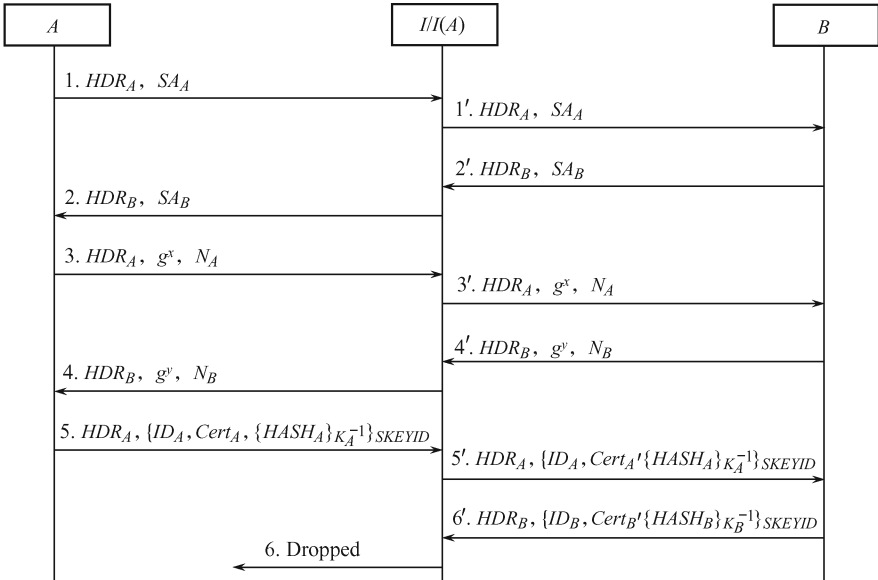 A
I/I(A)
B
1. HDR_A, SA_A
1′. HDR_A, SA_A
2′. HDR_B, SA_B
2. HDR_B, SA_B
3. HDR_A, g^x, N_A
3′. HDR_A, g^x, N_A
4′. HDR_B, g^y, N_B
4. HDR_B, g^y, N_B
5. HDR_A, {ID_A, Cert_A, {HASH_A}_{K_A^{-1}}}_{SKEYID}
5′. HDR_A, {ID_A, Cert_A′{HASH_A}_{K_A^{-1}}}_{SKEYID}
6′. HDR_B, {ID_B, Cert_B′{HASH_B}_{K_B^{-1}}}_{SKEYID}
6. Dropped